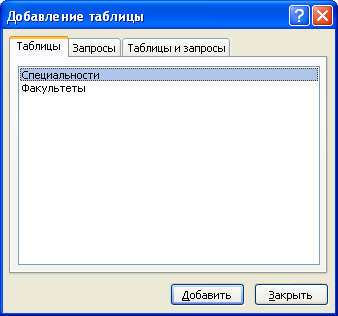 Добавление таблицы
Таблицы Запросы Таблицы и запросы
Специальности
Факультеты
Добавить Закрыть